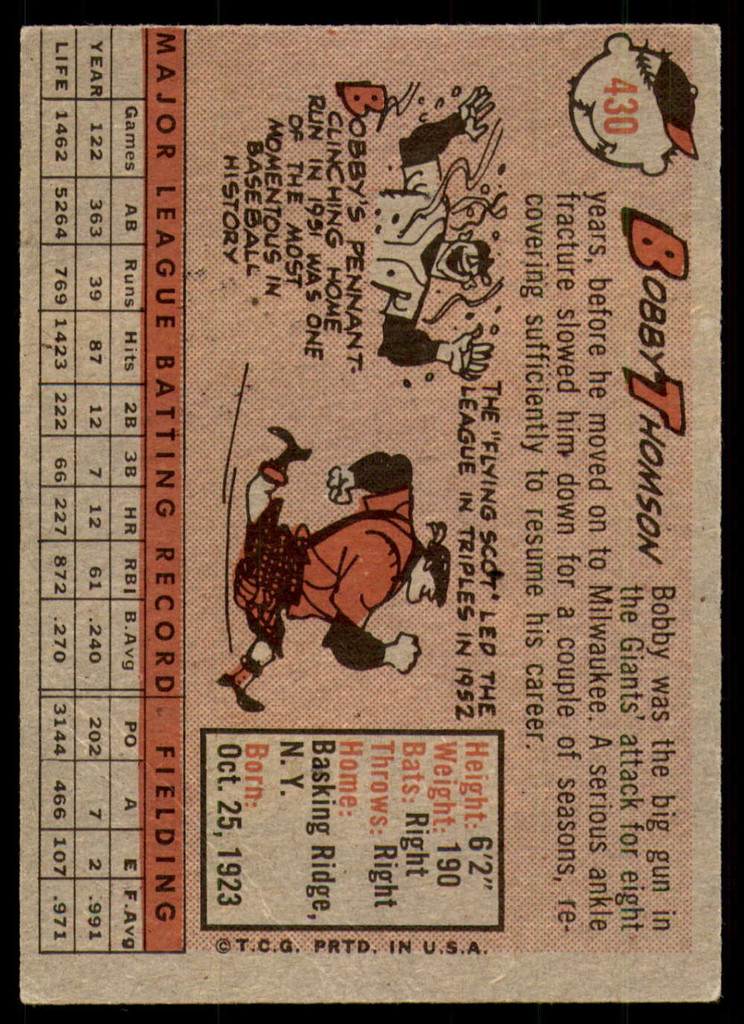 430
BOBBY THOMSON
Bobby was the big gun in
the Giants' attack for eight
years, before he moved on to Milwaukee. A serious ankle
fracture slowed him down for a couple of seasons, re-
covering sufficiently to resume his career.
BOBBY'S PENNANT-
CLINCHING HOME
RUN IN 1951 WAS ONE
OF THE MOST
MOMENTOUS IN
BASEBALL
HISTORY
THE "FLYING SCOT" LED THE
LEAGUE IN TRIPLES IN 1952
Height: 6'2"
Weight: 190
Bats: Right
Throws: Right
Home:
Basking Ridge,
N. Y.
Born:
Oct. 25, 1923
© T.C.G. PRTD. IN U.S.A.
MAJOR LEAGUE BATTING RECORD FIELDING
Games AB Runs Hits 2B 3B HR RBI B.Avg PO A E F.Avg
YEAR 122 363 39 87 12 7 12 61 .240 202 7 2 .991
LIFE 1462 5264 769 1423 222 66 227 872 .270 3144 466 107 .971